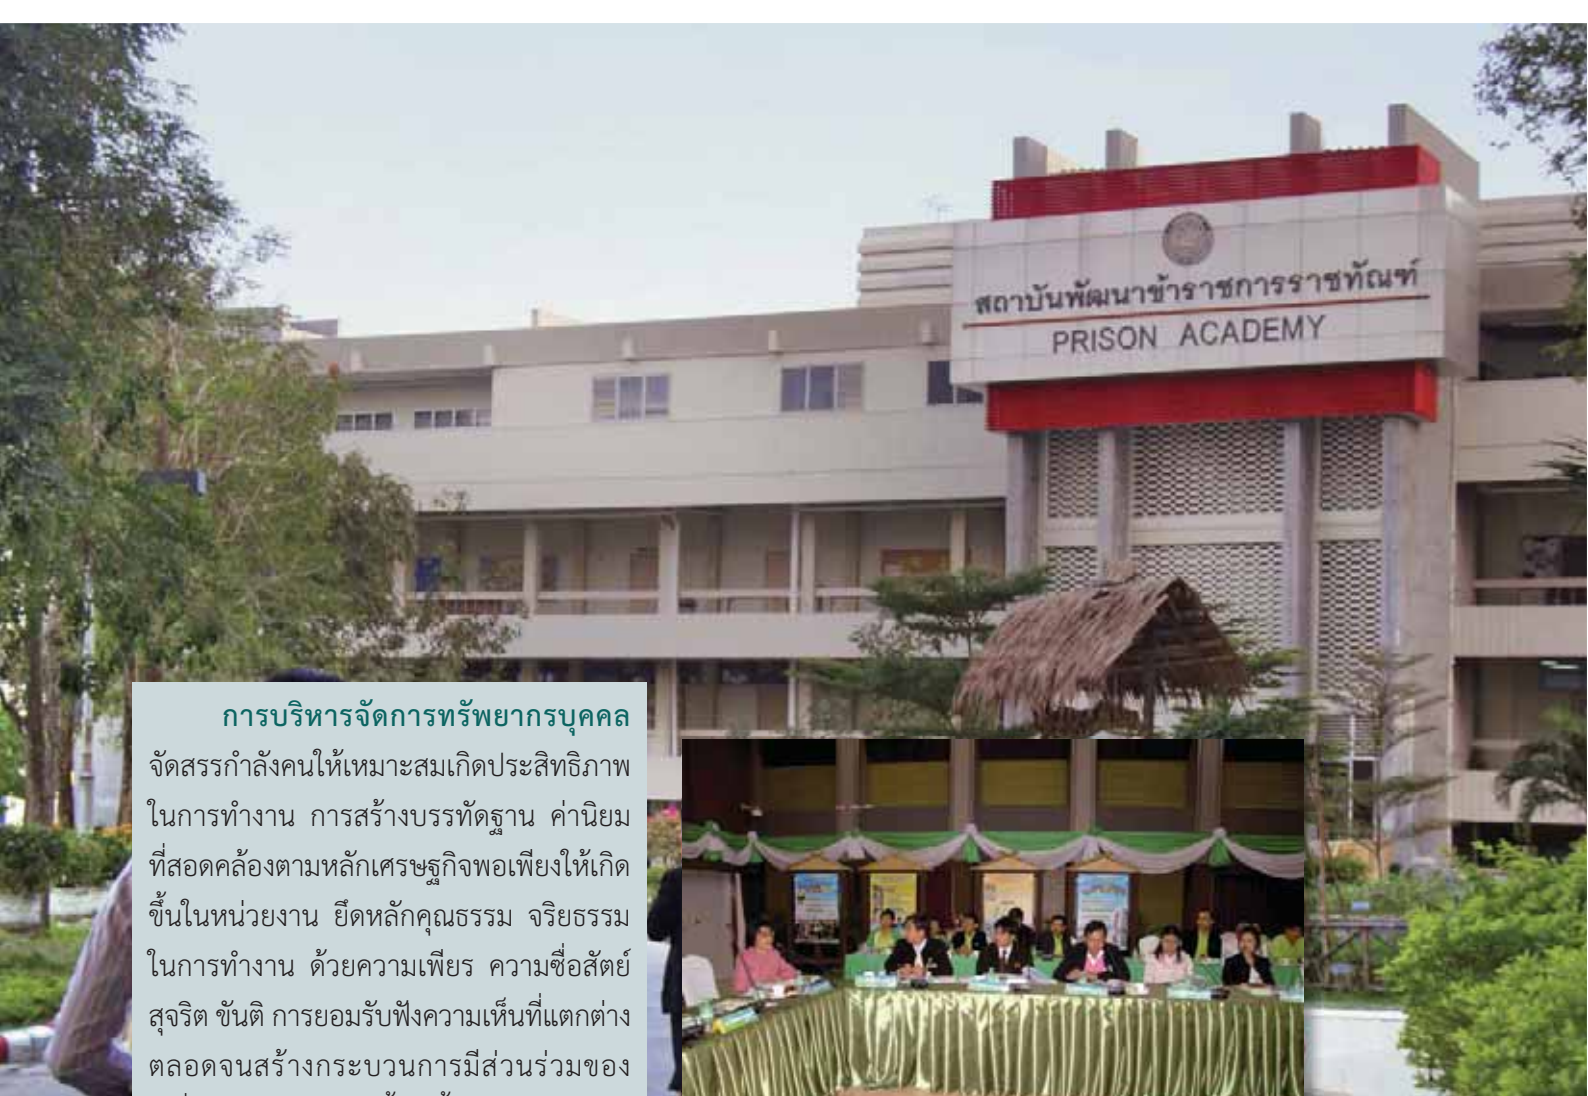 สถาบันพัฒนาข้าราชการราชทัณฑ์
PRISON ACADEMY
การบริหารจัดการทรัพยากรบุคคล
จัดสรรกำลังคนให้เหมาะสมเกิดประสิทธิภาพ
ในการทำงาน การสร้างบรรทัดฐาน ค่านิยม
ที่สอดคล้องตามหลักเศรษฐกิจพอเพียงให้เกิด
ขึ้นในหน่วยงาน ยึดหลักคุณธรรม จริยธรรม
ในการทำงาน ด้วยความเพียร ความซื่อสัตย์
สุจริต ขันติ การยอมรับฟังความเห็นที่แตกต่าง
ตลอดจนสร้างกระบวนการมีส่วนร่วมของ